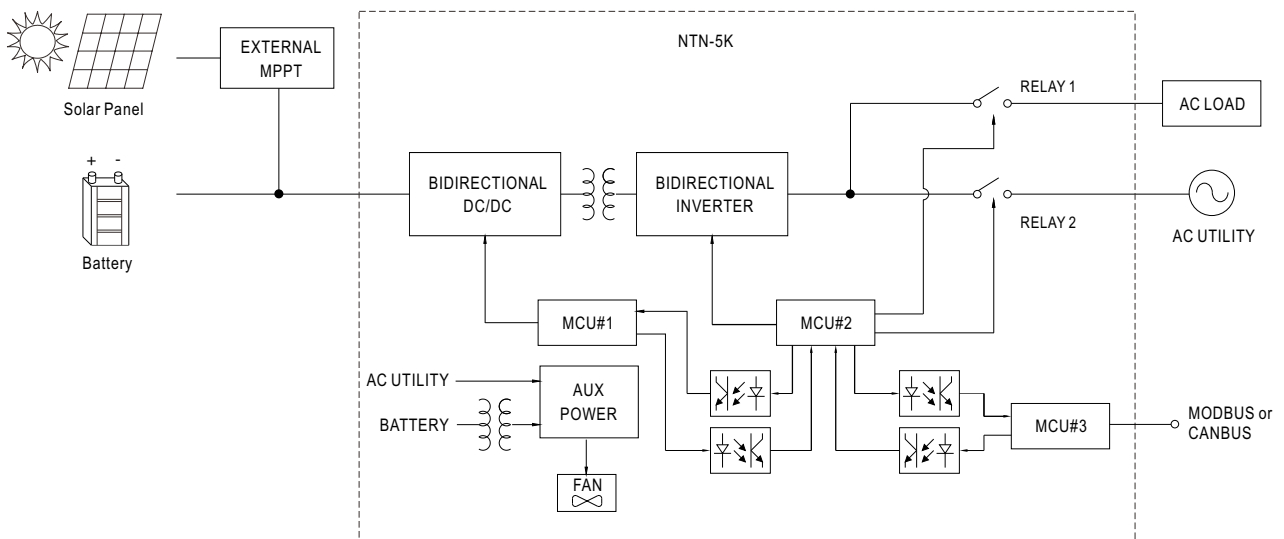 NTN-5K
EXTERNAL
MPPT
Solar Panel
RELAY 1
AC LOAD
+ -
Battery
BIDIRECTIONAL
DC/DC
BIDIRECTIONAL
INVERTER
RELAY 2
AC UTILITY
MCU#1
MCU#2
AC UTILITY
BATTERY
AUX
POWER
FAN
MCU#3
MODBUS or
CANBUS